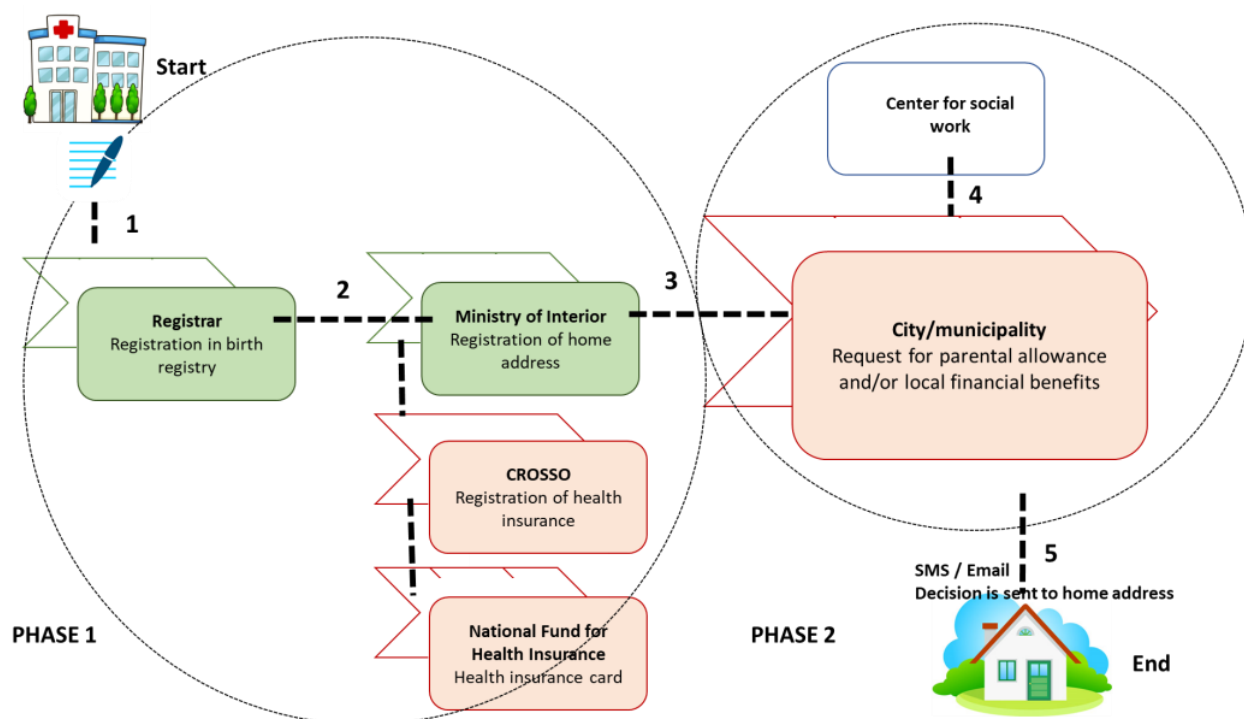 Start
1
Registrar
Registration in birth
registry
2
Ministry of Interior
Registration of home
address
CROSSO
Registration of health
insurance
National Fund for
Health Insurance
Health insurance card
PHASE 1
3
Center for social
work
4
City/municipality
Request for parental allowance
and/or local financial benefits
5
SMS / Email
Decision is sent to home address
PHASE 2
End